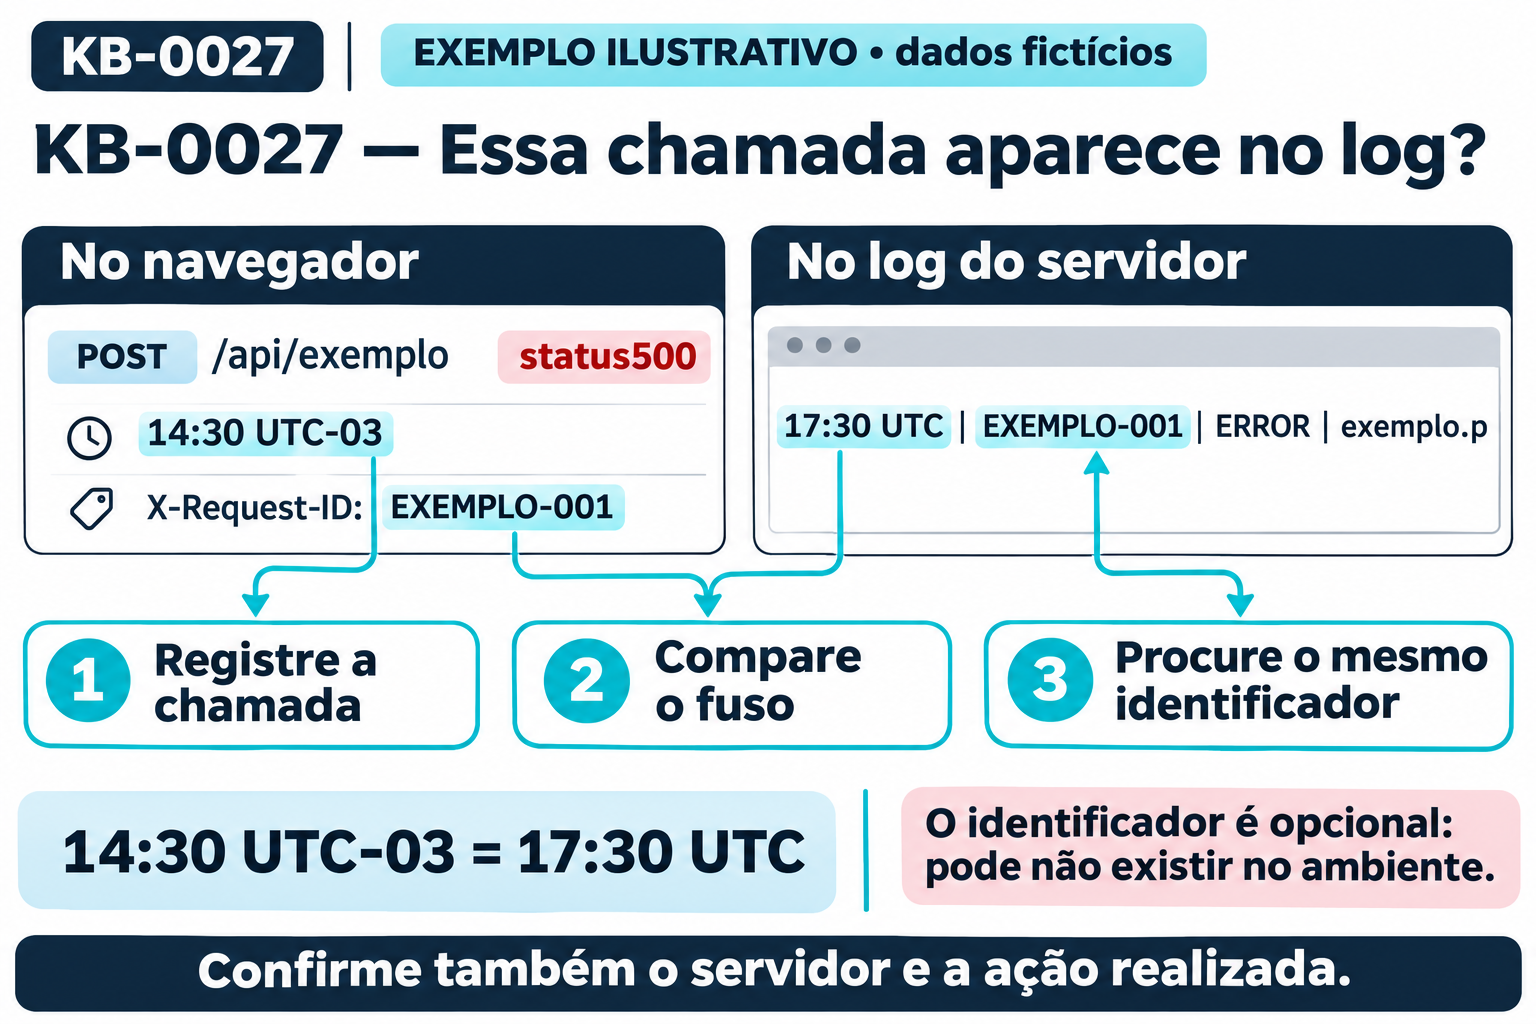 KB-0027
EXEMPLO ILUSTRATIVO • dados fictícios
KB-0027 — Essa chamada aparece no log?
No navegador
POST /api/exemplo status500
14:30 UTC-03
X-Request-ID: EXEMPLO-001
No log do servidor
17:30 UTC | EXEMPLO-001 | ERROR | exemplo.p
1 Registre a
chamada
2 Compare
o fuso
3 Procure o mesmo
identificador
14:30 UTC-03 = 17:30 UTC
O identificador é opcional:
pode não existir no ambiente.
Confirme também o servidor e a ação realizada.